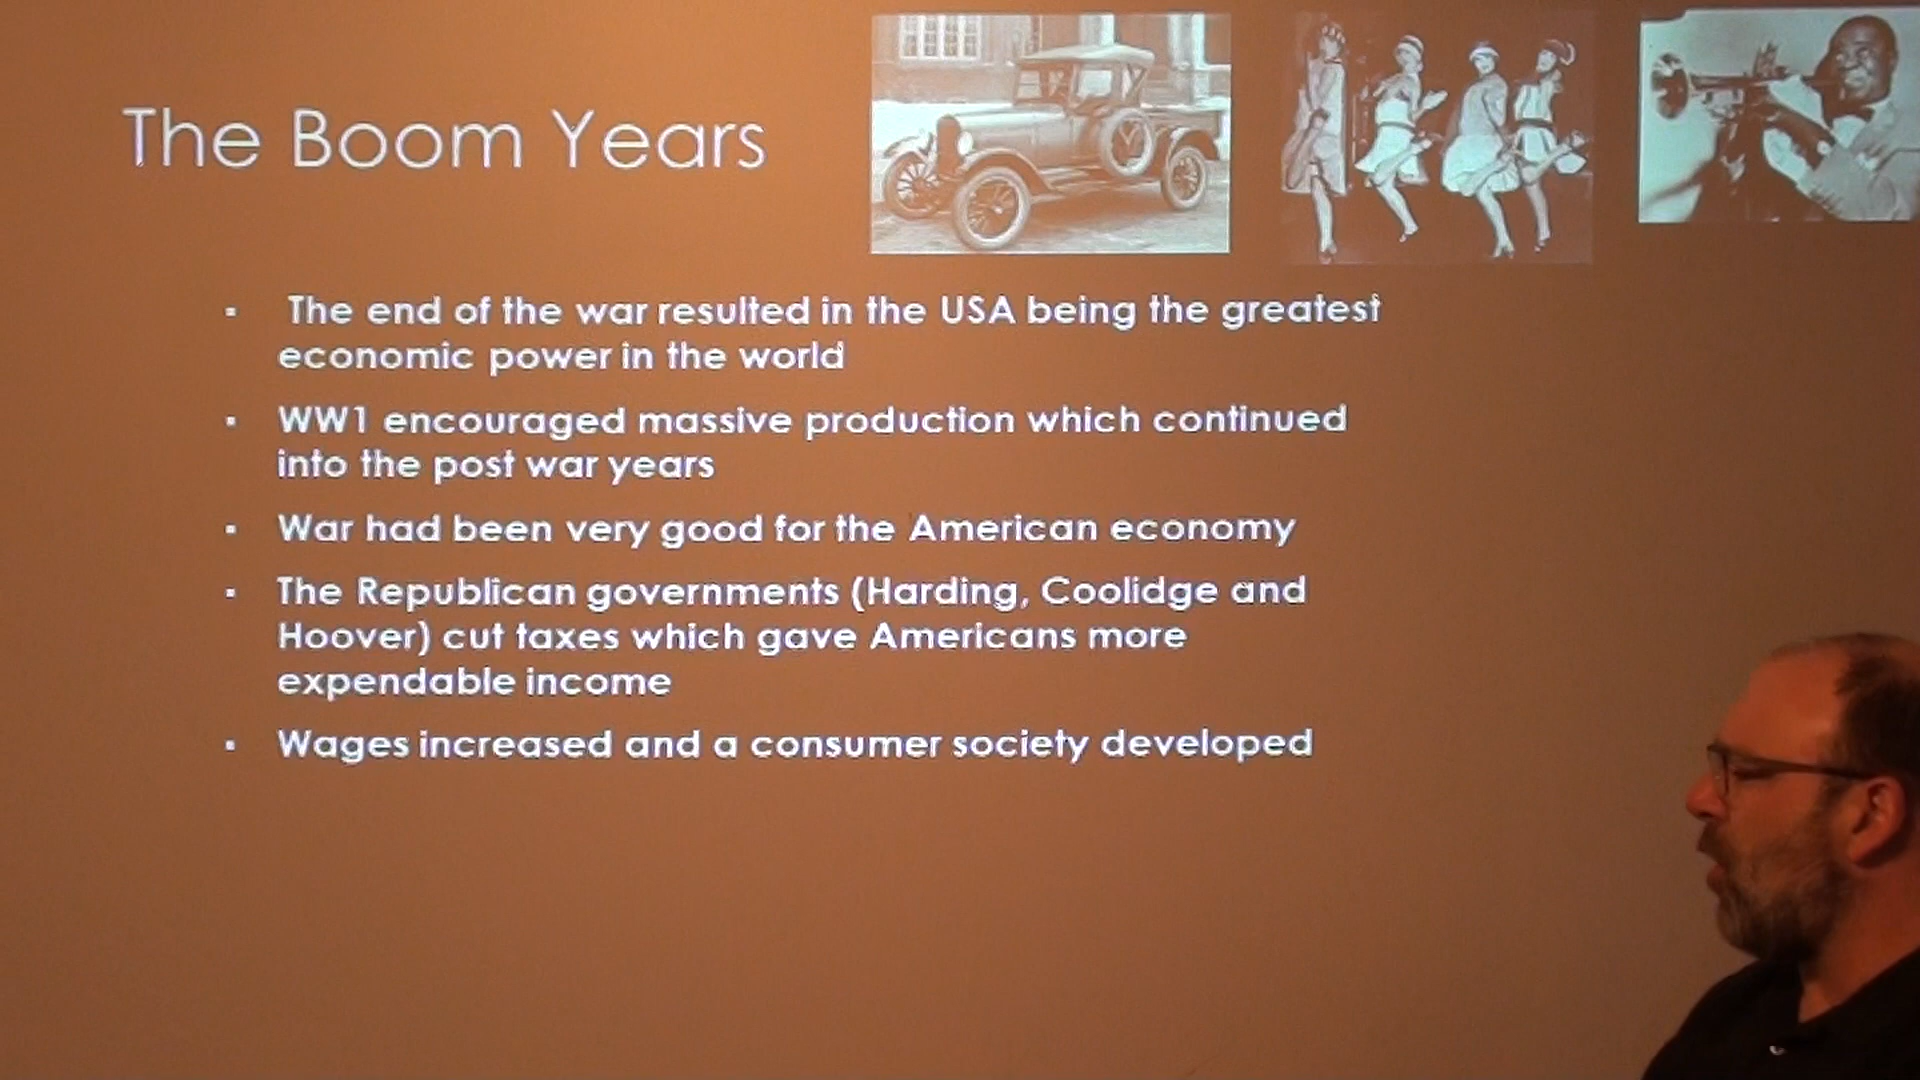 The Boom Years
▪ The end of the war resulted in the USA being the greatest
economic power in the world
▪ WW1 encouraged massive production which continued
into the post war years
▪ War had been very good for the American economy
▪ The Republican governments (Harding, Coolidge and
Hoover) cut taxes which gave Americans more
expendable income
▪ Wages increased and a consumer society developed